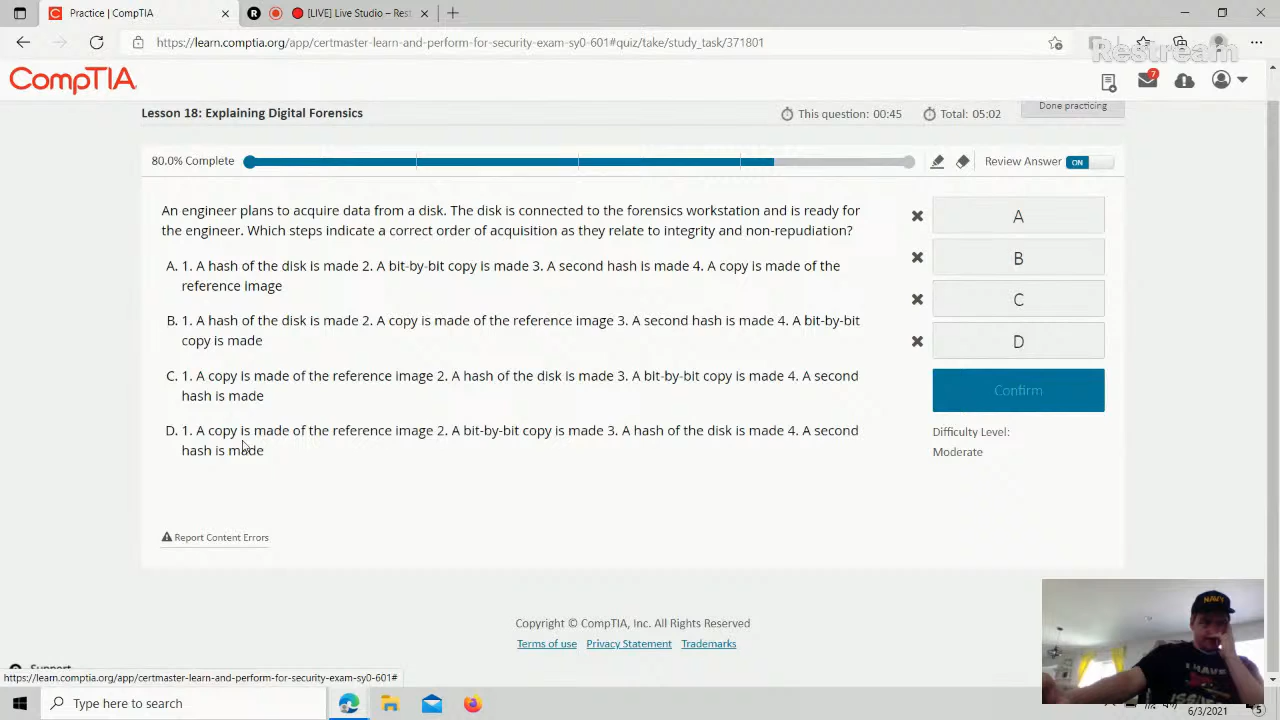 Practice | CompTIA
[LIVE] Live Studio – Rest
https://learn.comptia.org/app/certmaster-learn-and-perform-for-security-exam-sy0-601#quiz/take/study_task/371801
Restream
CompTIA.
7
Lesson 18: Explaining Digital Forensics
This question: 00:45
Total: 05:02
Done practicing
80.0% Complete
Review Answer ON
An engineer plans to acquire data from a disk. The disk is connected to the forensics workstation and is ready for
the engineer. Which steps indicate a correct order of acquisition as they relate to integrity and non-repudiation?
A. 1. A hash of the disk is made 2. A bit-by-bit copy is made 3. A second hash is made 4. A copy is made of the
reference image
B. 1. A hash of the disk is made 2. A copy is made of the reference image 3. A second hash is made 4. A bit-by-bit
copy is made
C. 1. A copy is made of the reference image 2. A hash of the disk is made 3. A bit-by-bit copy is made 4. A second
hash is made
D. 1. A copy is made of the reference image 2. A bit-by-bit copy is made 3. A hash of the disk is made 4. A second
hash is made
A
B
C
D
Confirm
Difficulty Level:
Moderate
Report Content Errors
Copyright © CompTIA, Inc. All Rights Reserved
Terms of use
Privacy Statement
Trademarks
Support
https://learn.comptia.org/app/certmaster-learn-and-perform-for-security-exam-sy0-601#
Type here to search
NAVY
I HAVE
6/3/2021
5